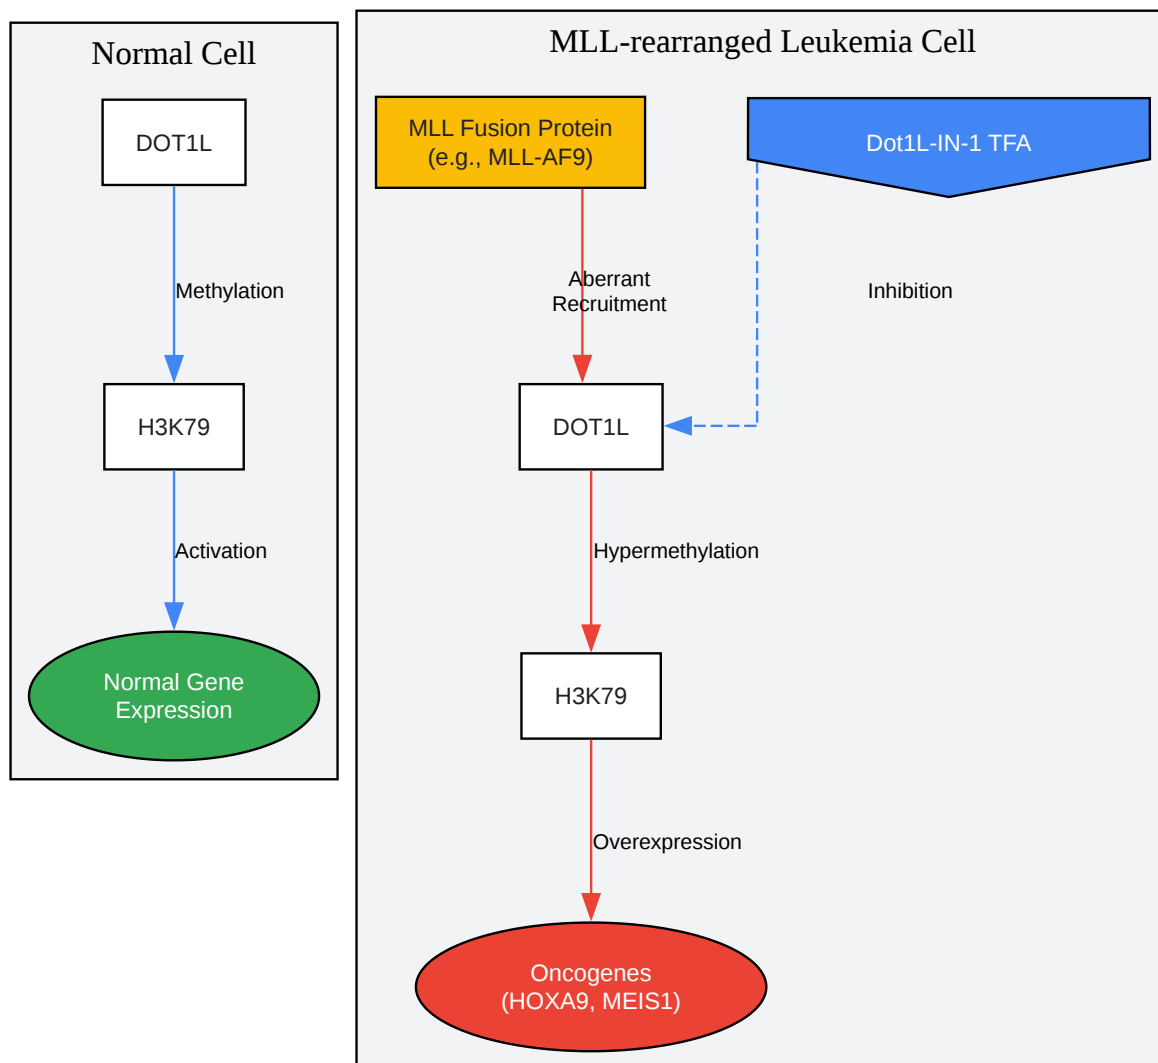 Normal Cell
DOT1L
Methylation
H3K79
Activation
Normal Gene
Expression
MLL-rearranged Leukemia Cell
MLL Fusion Protein
(e.g., MLL-AF9)
Dot1L-IN-1 TFA
Aberrant
Recruitment
Inhibition
DOT1L
Hypermethylation
H3K79
Overexpression
Oncogenes
(HOXA9, MEIS1)